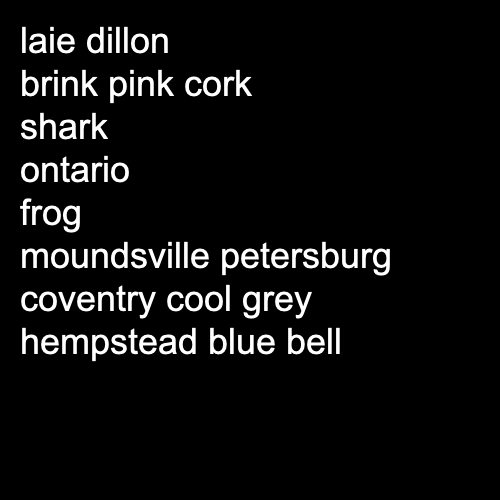 laie dillon
brink pink cork
shark
ontario
frog
moundsville petersburg
coventry cool grey
hempstead blue bell